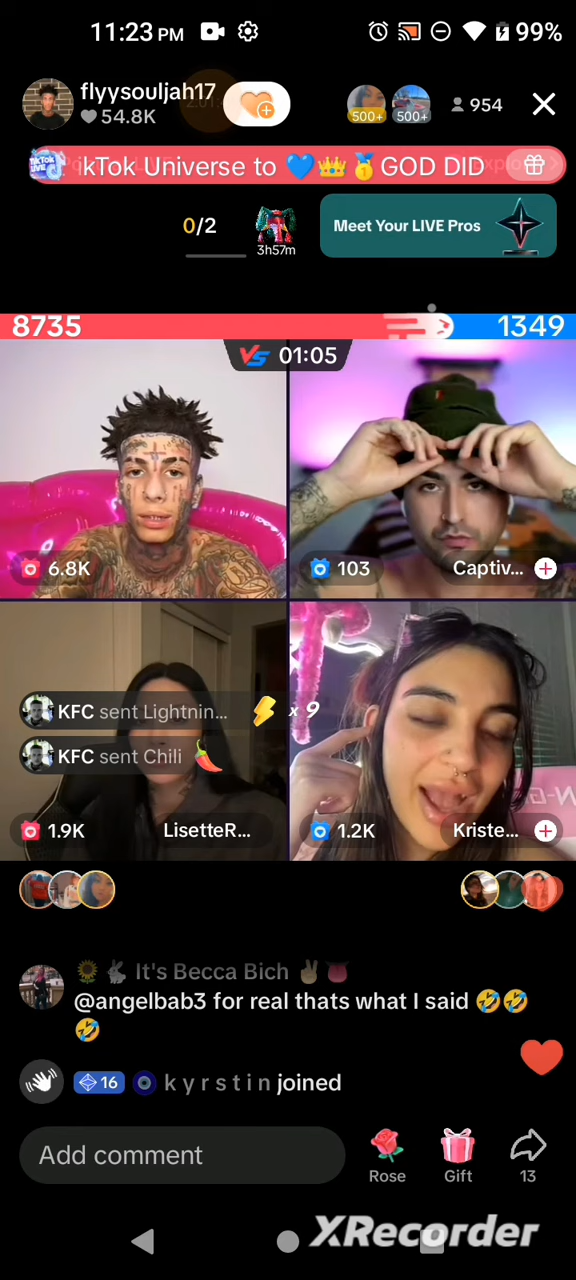 11:23 PM
99%
flyysouljah17
54.8K
500+
500+
954
kTok Universe to 💙👑🥇GOD DID
0/2
3h57m
Meet Your LIVE Pros
8735
1349
VS 01:05
6.8K
103
Captiv...
KFC sent Lightnin...
x 9
KFC sent Chili
1.9K
LisetteR...
1.2K
Kriste...
🌻🐇 It's Becca Bich ✌🏼👅
@angelbab3 for real thats what I said 🤣🤣
🤣
16
k y r s t i n joined
Add comment
Rose
Gift
13
XRecorder